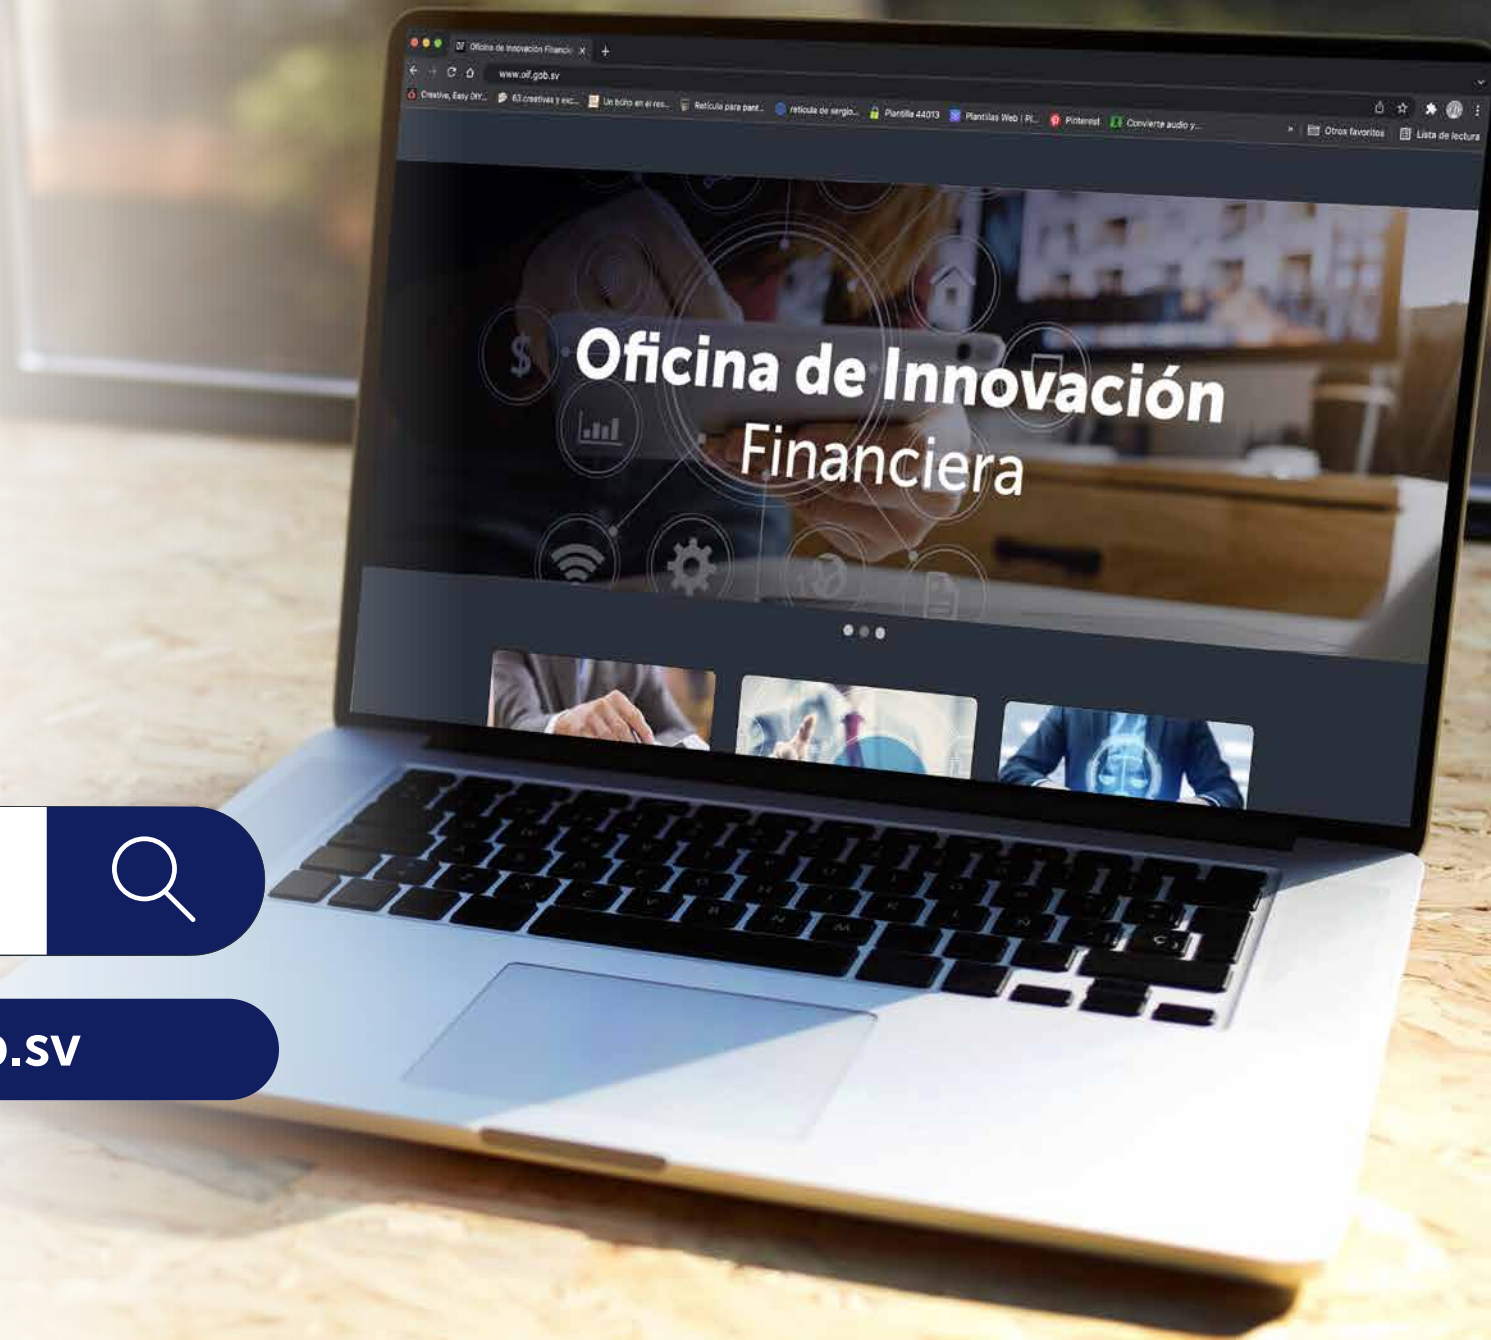 Oficina de Innovación Financie
www.oif.gob.sv
Creative, Easy DIY... 63 creativas y exc... Un búho en el res... Retícula para pant... retícula de sergio... Plantilla 44013 Plantillas Web | Pl... Pinterest Convierte audio y... » Otros favoritos Lista de lectura
Oficina de Innovación
Financiera
.sv